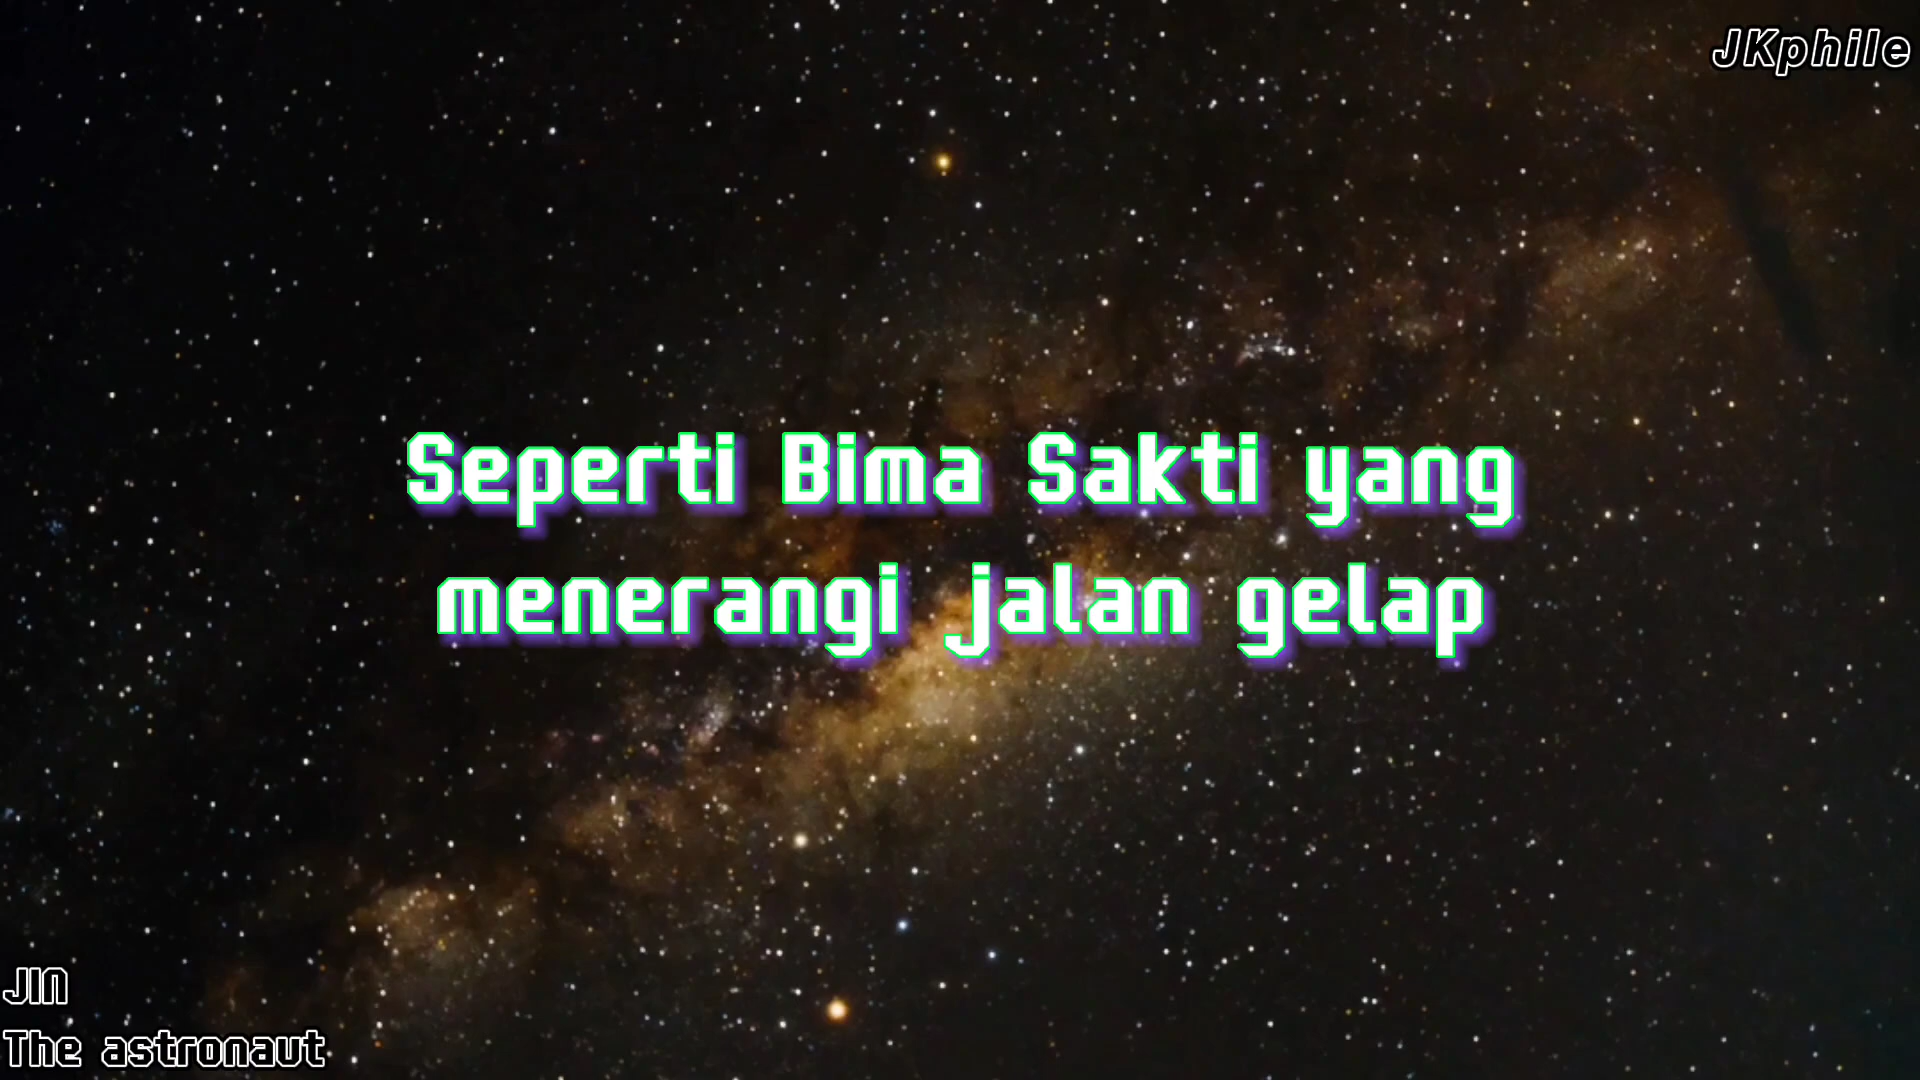 JKphile
Seperti Bima Sakti yang
menerangi jalan gelap
JIN
The astronaut